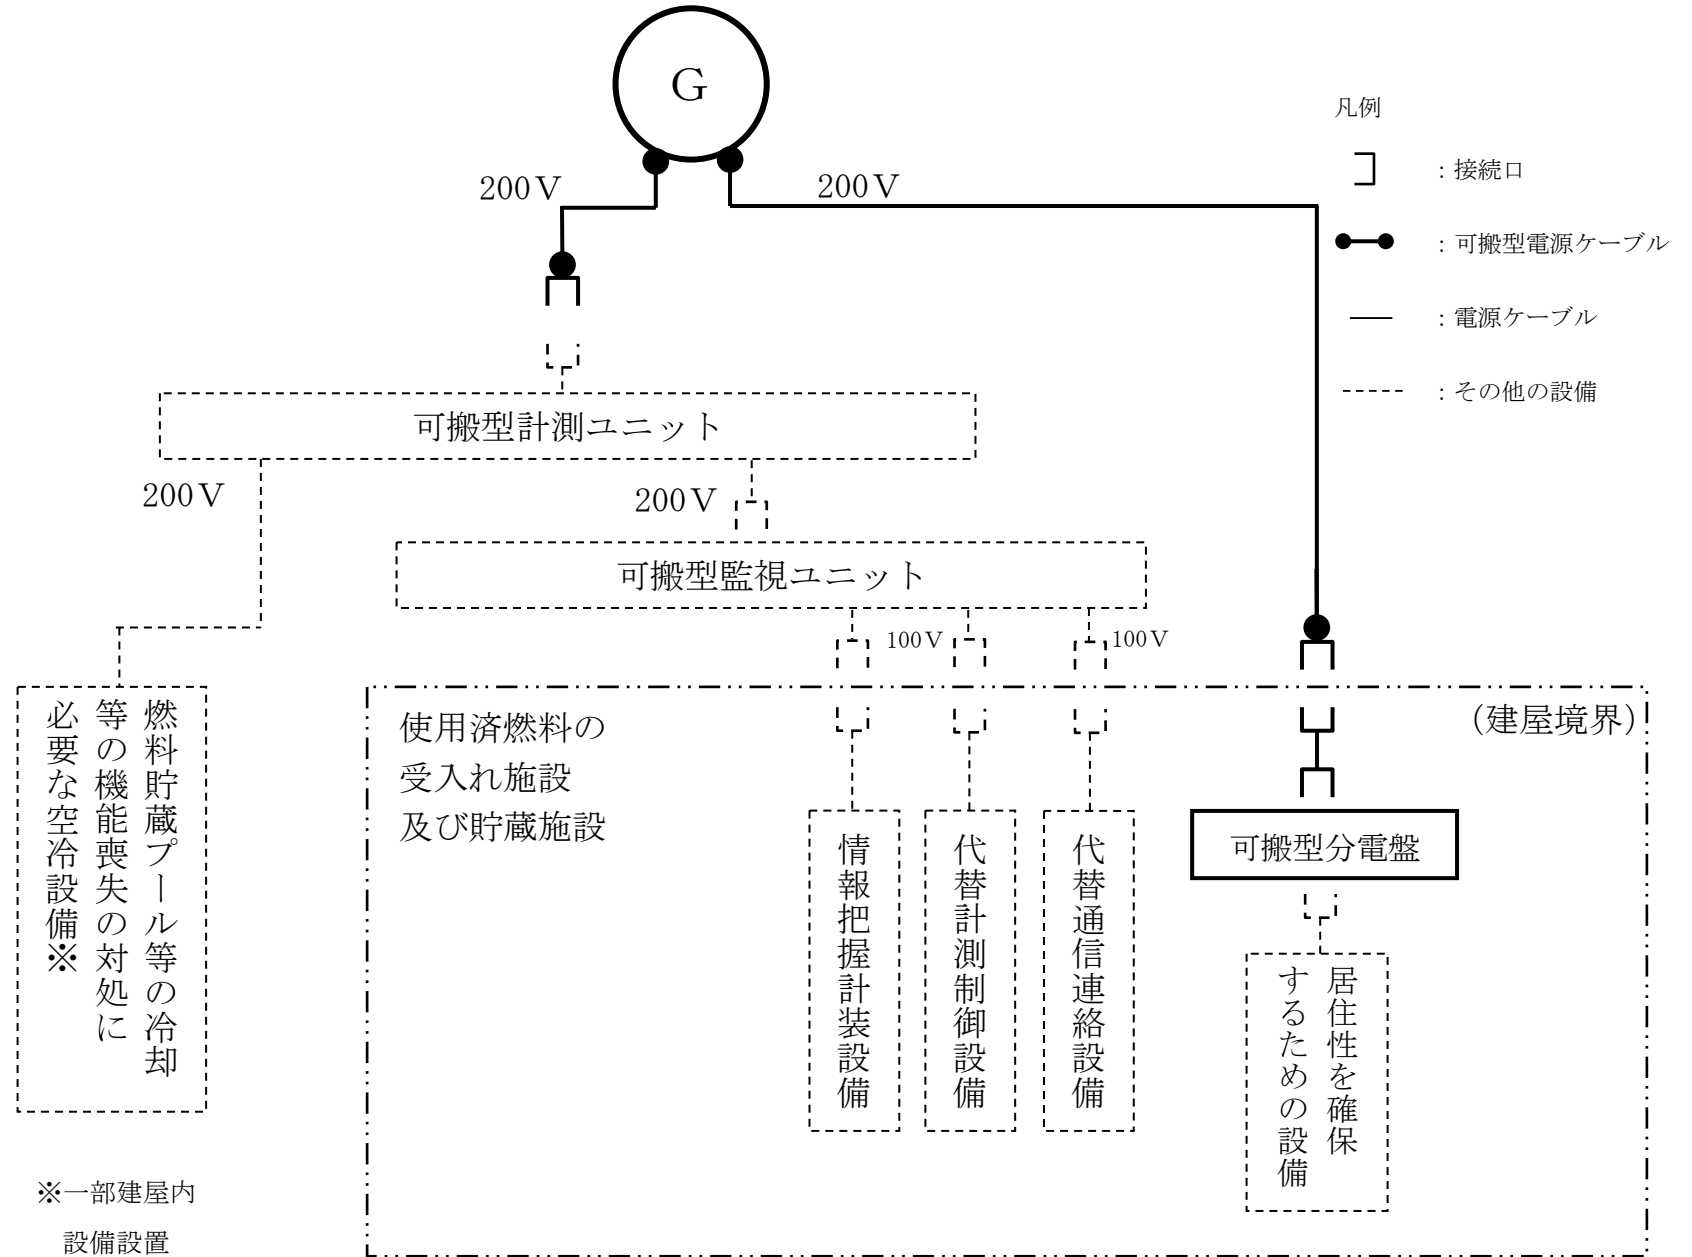 G
凡例
：接続口
200V
200V
：可搬型電源ケーブル
：電源ケーブル
：その他の設備
可搬型計測ユニット
200V
200V
可搬型監視ユニット
100V
100V
燃料貯蔵プール等の冷却
等の機能喪失の対処に
必要な空冷設備※
使用済燃料の
受入れ施設
及び貯蔵施設
（建屋境界）
情報把握計装設備
代替計測制御設備
代替通信連絡設備
可搬型分電盤
居住性を確保
するための設備
※一部建屋内
設備設置